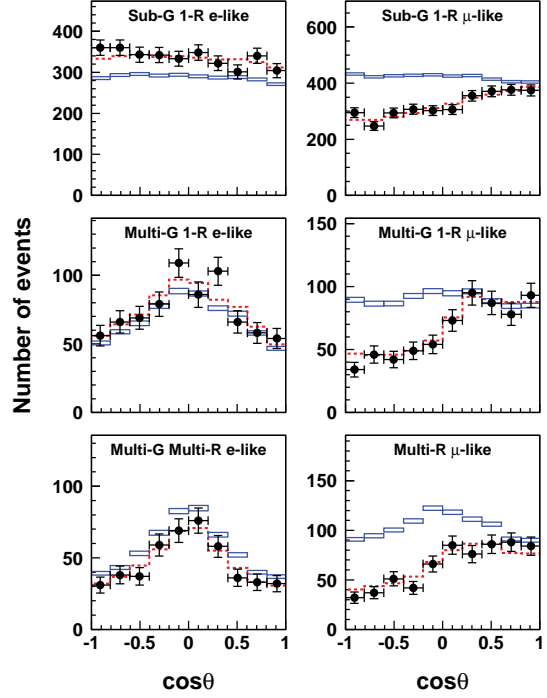 Sub-G 1-R e-like
Sub-G 1-R μ-like
400
300
200
100
0
600
400
200
0
Number of events
Multi-G 1-R e-like
Multi-G 1-R μ-like
100
50
0
150
100
50
0
Multi-G Multi-R e-like
Multi-R μ-like
100
50
0
150
100
50
0
-1 -0.5 0 0.5 1
-1 -0.5 0 0.5 1
cosθ
cosθ